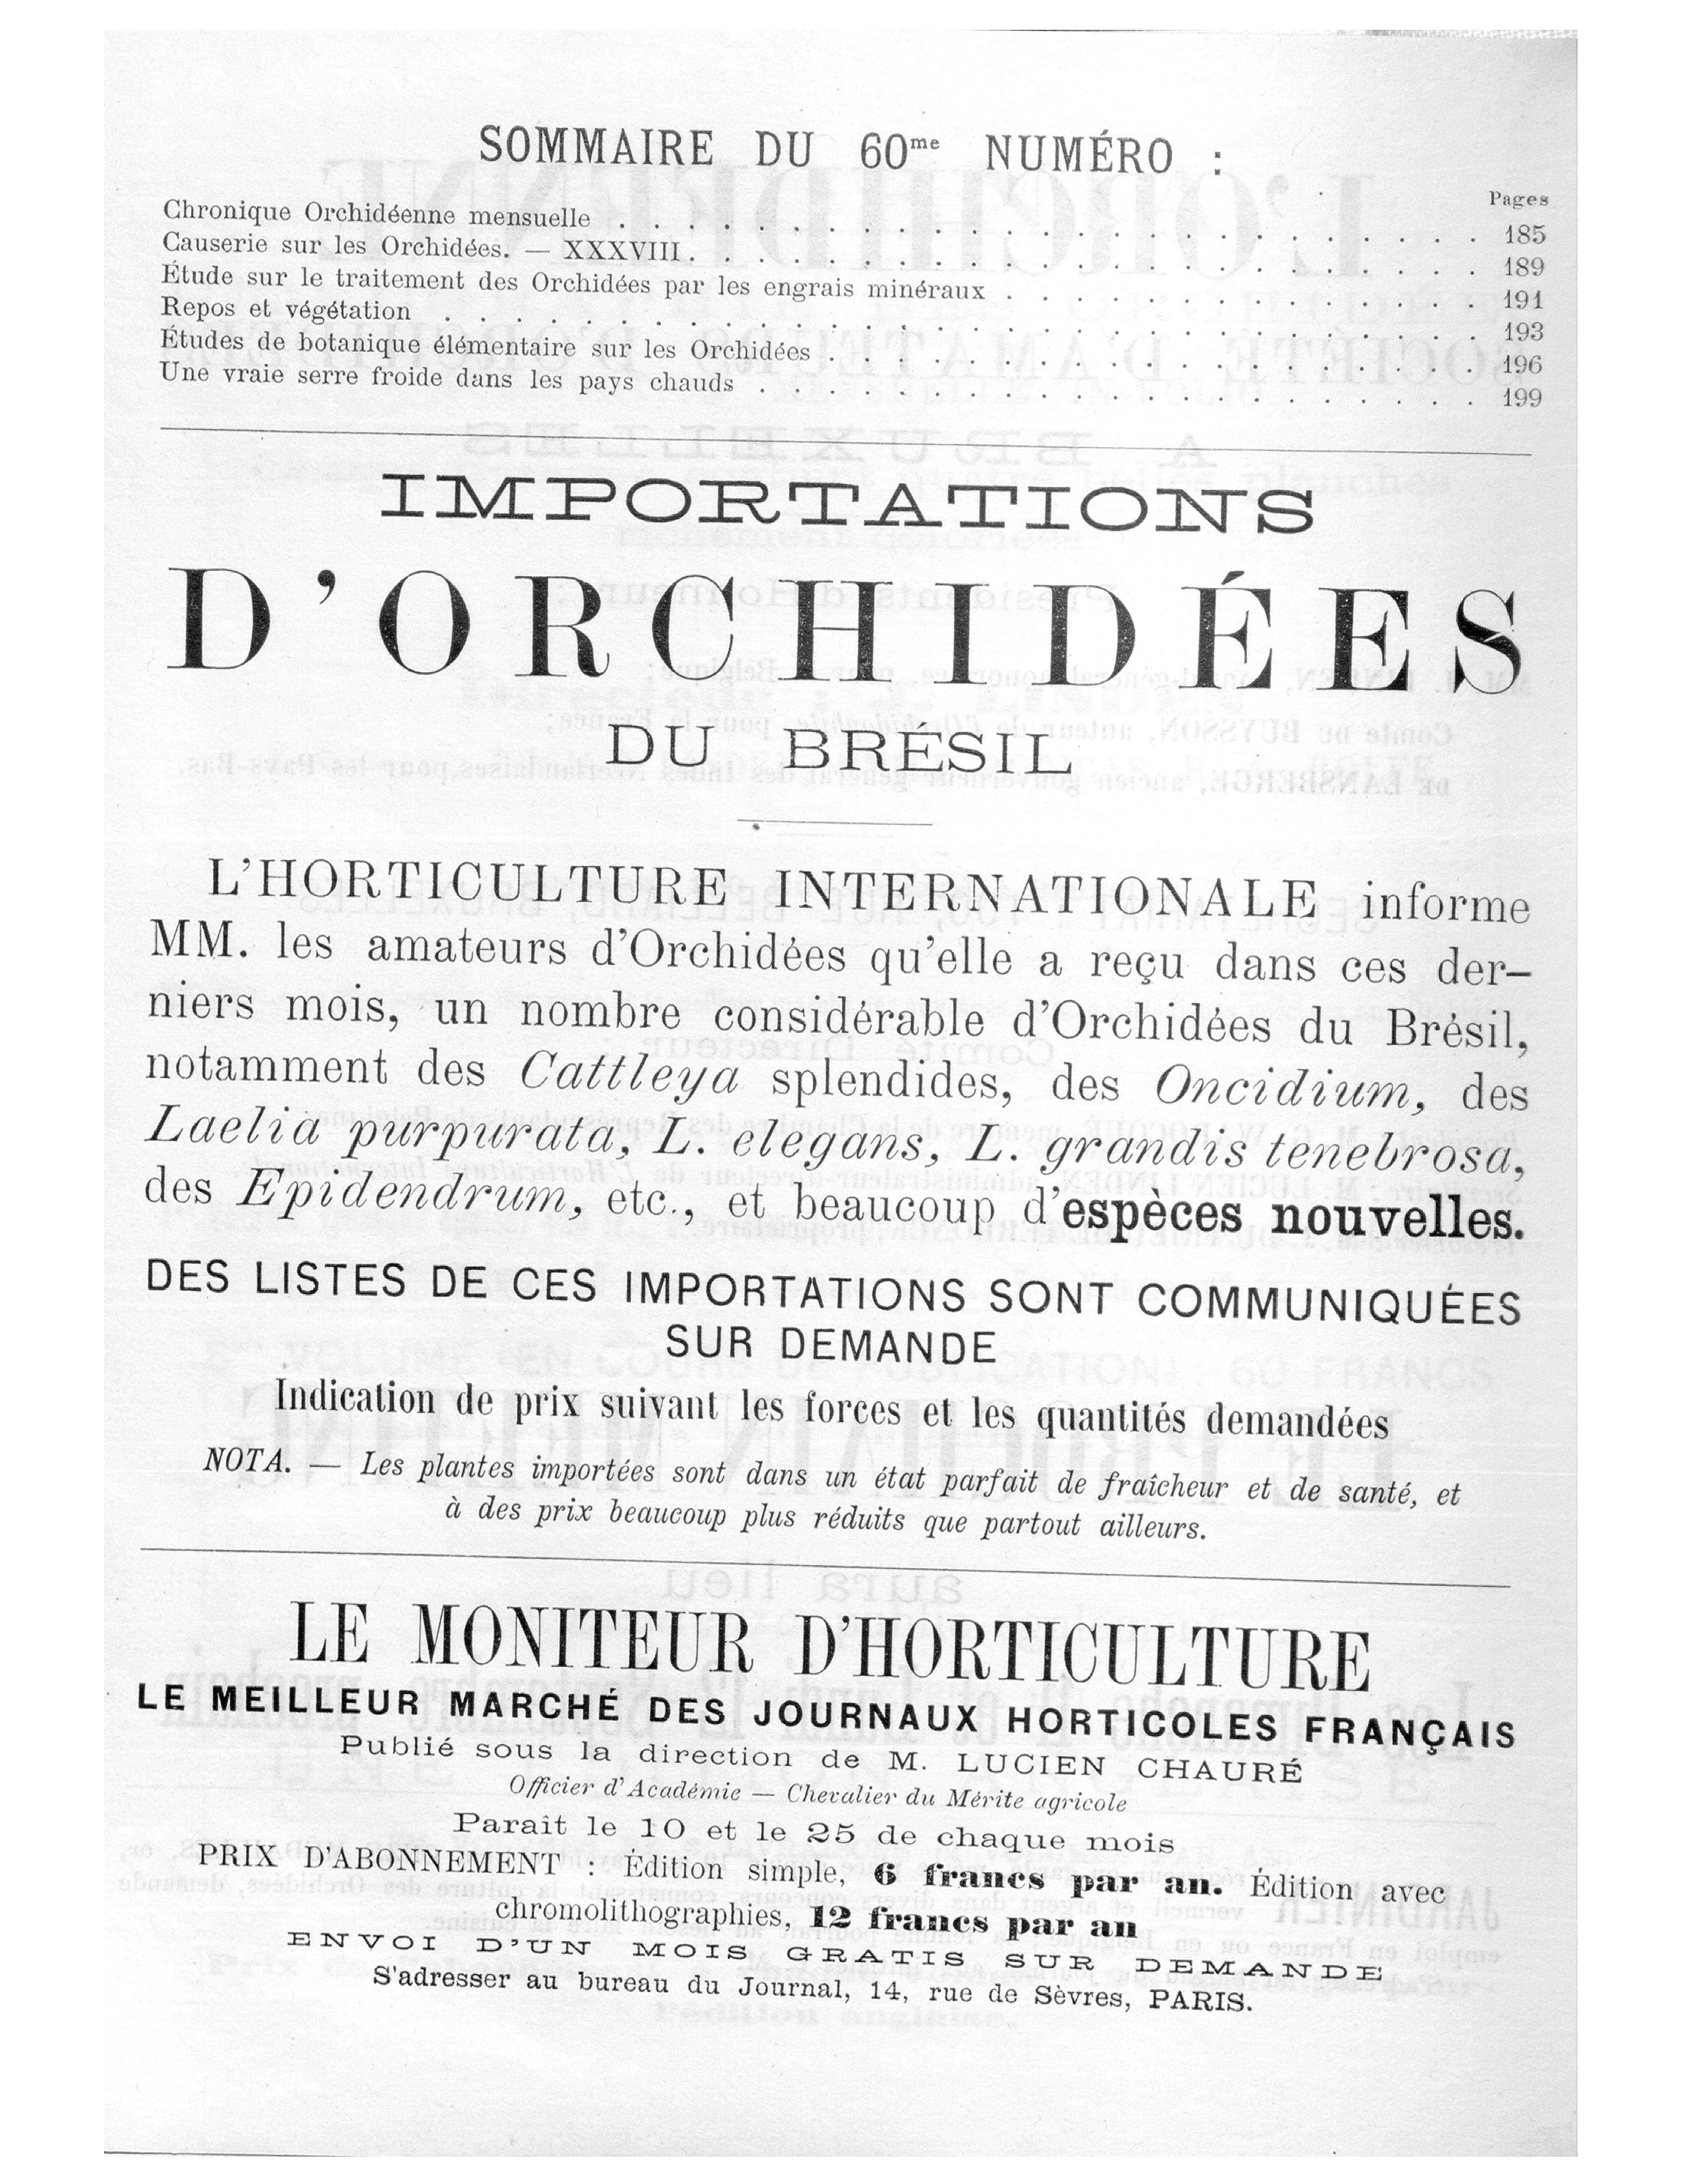 SOMMAIRE DU 60me NUMÉRO :
Pages
Chronique Orchidéenne mensuelle . . . . . . . . . . . . . . . . . . . . . . . . . 185
Causerie sur les Orchidées. — XXXVIII. . . . . . . . . . . . . . . . . . . . . . . 189
Étude sur le traitement des Orchidées par les engrais minéraux . . . . . . . . . . . . . . 191
Repos et végétation . . . . . . . . . . . . . . . . . . . . . . . . . . . . . . 193
Études de botanique élémentaire sur les Orchidées . . . . . . . . . . . . . . . . . . . 196
Une vraie serre froide dans les pays chauds . . . . . . . . . . . . . . . . . . . . . 199
IMPORTATIONS
D'ORCHIDÉES
DU BRÉSIL
L'HORTICULTURE INTERNATIONALE informe
MM. les amateurs d'Orchidées qu'elle a reçu dans ces der-
niers mois, un nombre considérable d'Orchidées du Brésil,
notamment des Cattleya splendides, des Oncidium, des
Laelia purpurata, L. elegans, L. grandis tenebrosa,
des Epidendrum, etc., et beaucoup d'espèces nouvelles.
DES LISTES DE CES IMPORTATIONS SONT COMMUNIQUÉES
SUR DEMANDE
Indication de prix suivant les forces et les quantités demandées
NOTA. — Les plantes importées sont dans un état parfait de fraîcheur et de santé, et
à des prix beaucoup plus réduits que partout ailleurs.
LE MONITEUR D'HORTICULTURE
LE MEILLEUR MARCHÉ DES JOURNAUX HORTICOLES FRANÇAIS
Publié sous la direction de M. LUCIEN CHAURÉ
Officier d'Académie — Chevalier du Mérite agricole
Paraît le 10 et le 25 de chaque mois
PRIX D'ABONNEMENT : Édition simple, 6 francs par an. Édition avec
chromolithographies, 12 francs par an
ENVOI D'UN MOIS GRATIS SUR DEMANDE
S'adresser au bureau du Journal, 14, rue de Sèvres, PARIS.